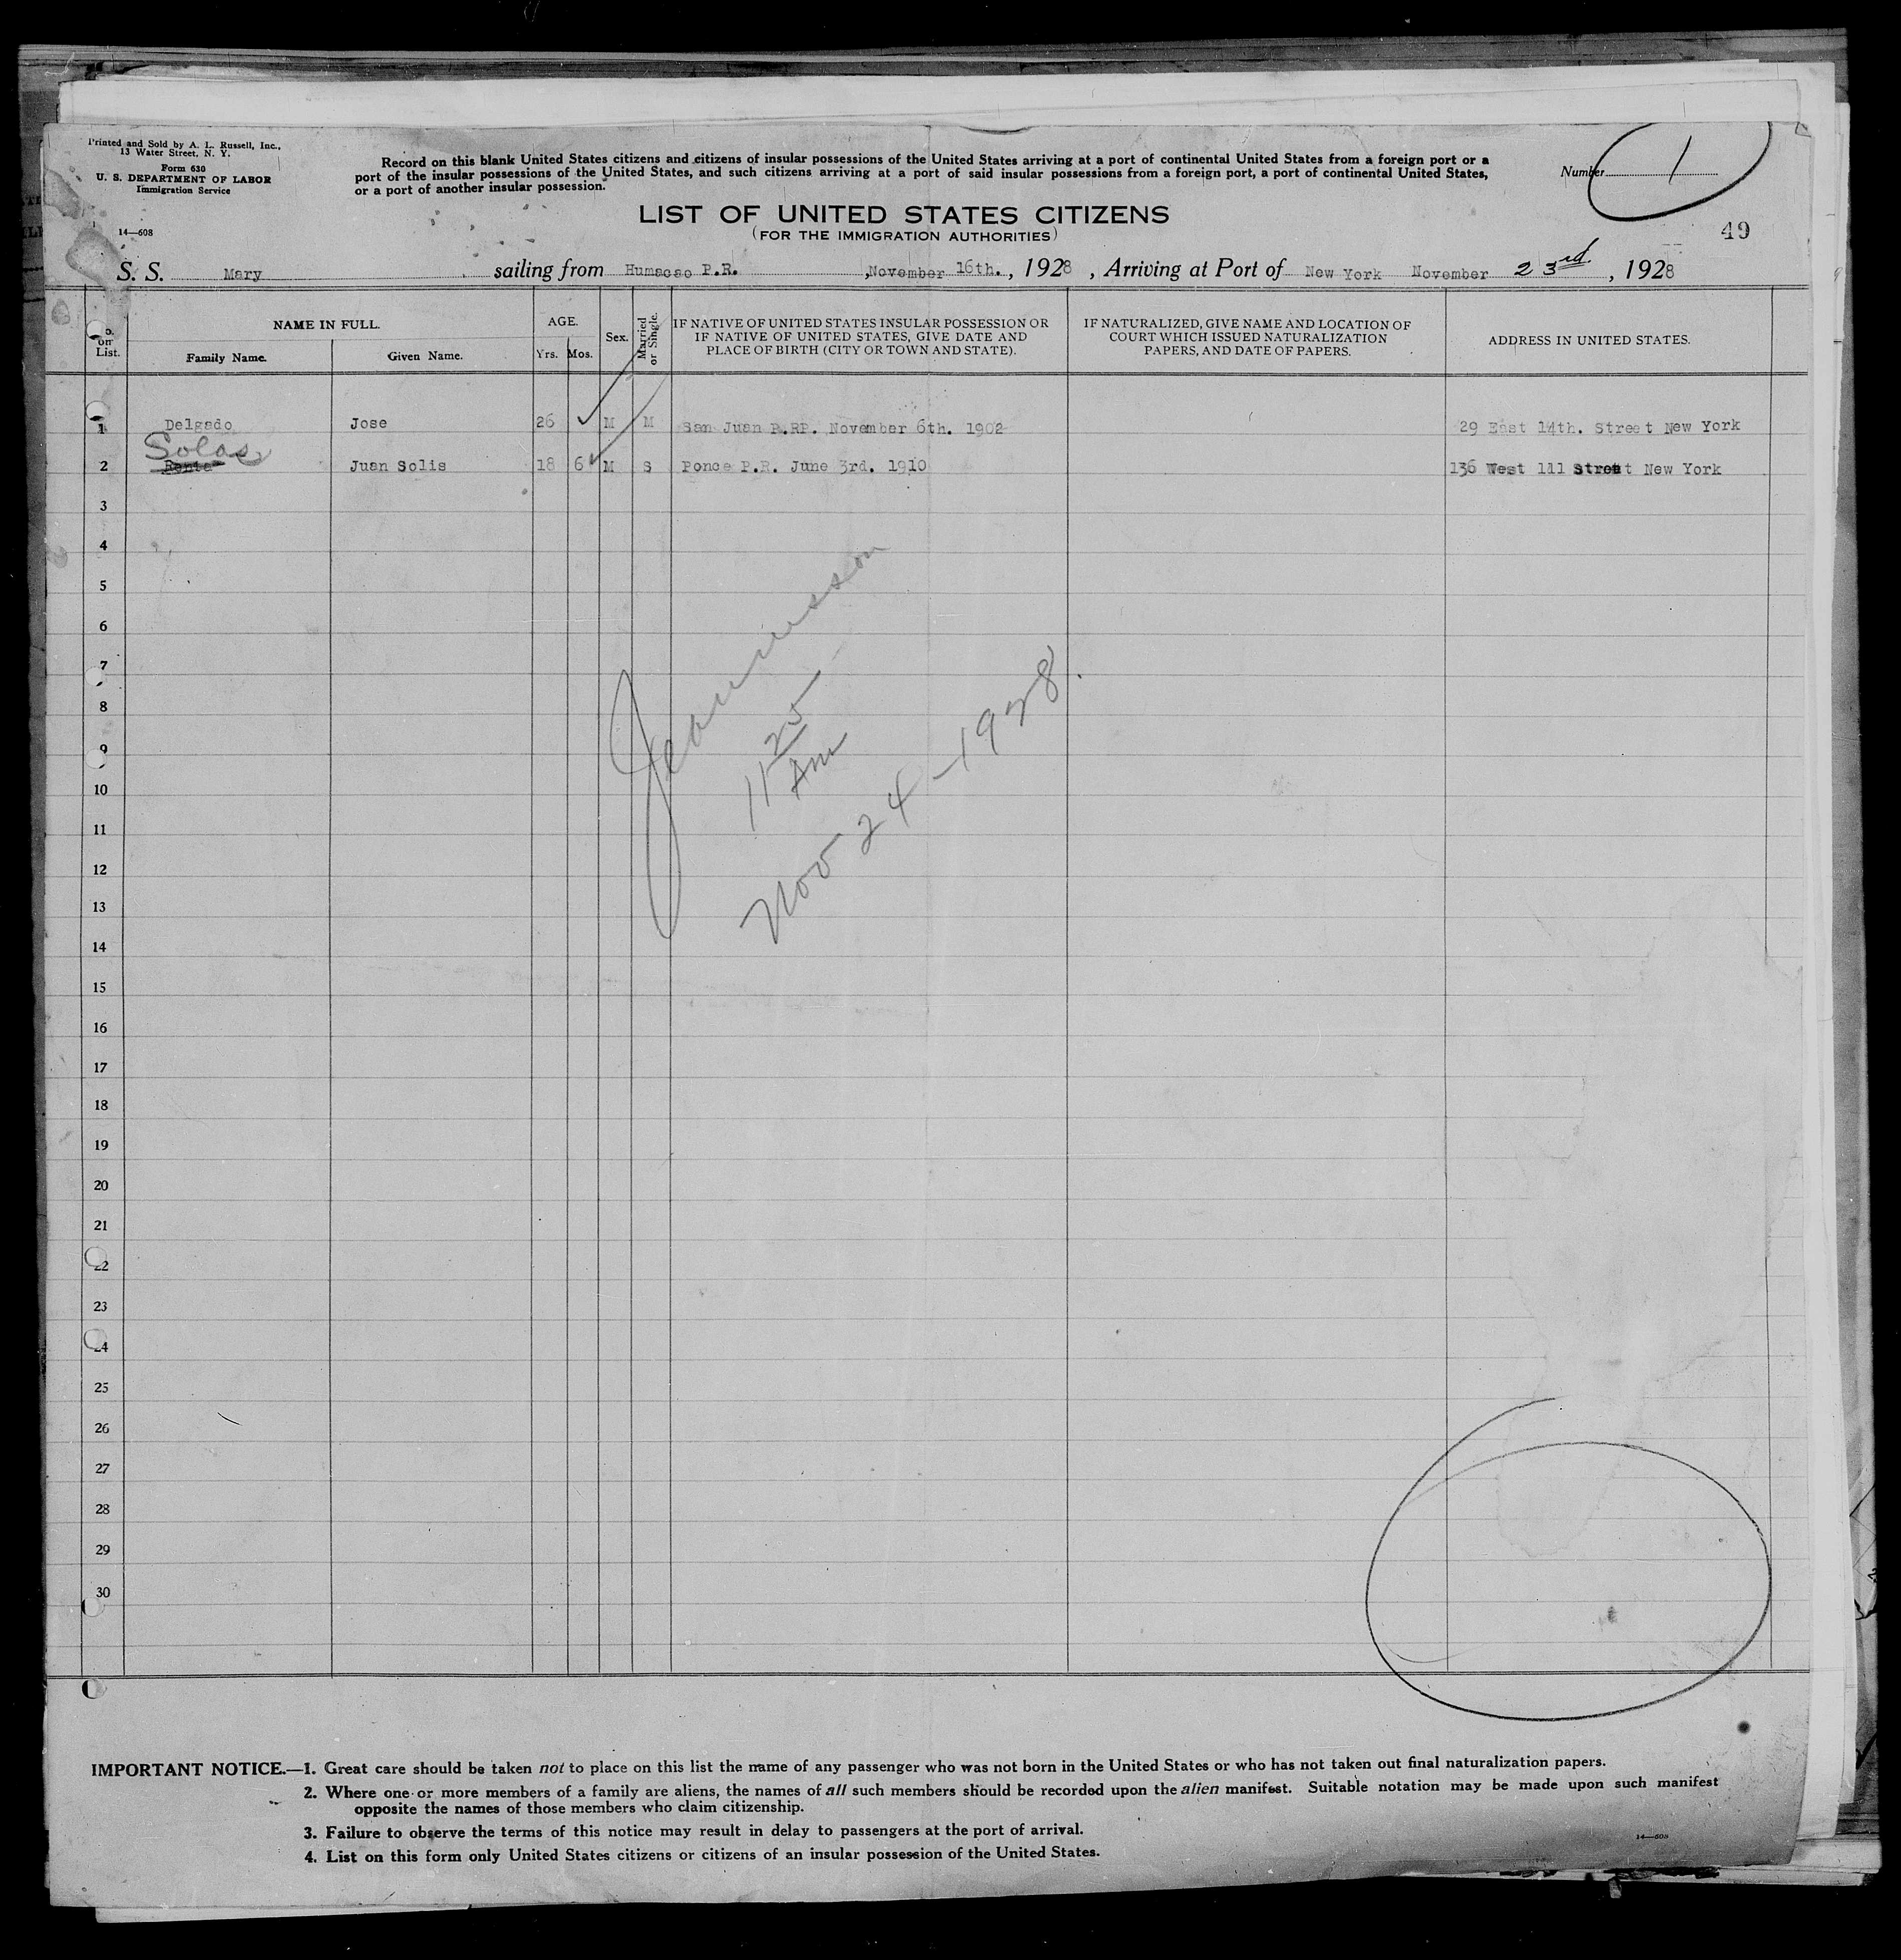 Printed and Sold by A. L. Russell, Inc.,
13 Water Street, N. Y.
Form 630
U. S. DEPARTMENT OF LABOR
Immigration Service
14—608
Record on this blank United States citizens and citizens of insular possessions of the United States arriving at a port of continental United States from a foreign port or a
port of the insular possessions of the United States, and such citizens arriving at a port of said insular possessions from a foreign port, a port of continental United States,
or a port of another insular possession.
Number 1
LIST OF UNITED STATES CITIZENS
(FOR THE IMMIGRATION AUTHORITIES)
49
S. S. Mary sailing from Humacao P.R. , November 16th. , 1928 , Arriving at Port of New York November 23rd , 1928
on List.
NAME IN FULL.
Family Name. Given Name.
AGE.
Yrs. Mos.
Sex.
Married or Single.
IF NATIVE OF UNITED STATES INSULAR POSSESSION OR
IF NATIVE OF UNITED STATES, GIVE DATE AND
PLACE OF BIRTH (CITY OR TOWN AND STATE).
IF NATURALIZED, GIVE NAME AND LOCATION OF
COURT WHICH ISSUED NATURALIZATION
PAPERS, AND DATE OF PAPERS.
ADDRESS IN UNITED STATES.
1 Delgado Jose 26 M M San Juan P.RP. November 6th. 1902 29 East 14th. Street New York
Solas
2 Juan Solis 18 6 M S Ponce P.R. June 3rd. 1910 136 West 111 Street New York
3
4
5
6
7
8
9
10
11
12
13
14
15
16
17
18
19
20
21
22
23
24
25
26
27
28
29
30
11 25
Am
Nov 24 - 1928.
IMPORTANT NOTICE.—1. Great care should be taken not to place on this list the name of any passenger who was not born in the United States or who has not taken out final naturalization papers.
2. Where one or more members of a family are aliens, the names of all such members should be recorded upon the alien manifest. Suitable notation may be made upon such manifest
opposite the names of those members who claim citizenship.
3. Failure to observe the terms of this notice may result in delay to passengers at the port of arrival.
4. List on this form only United States citizens or citizens of an insular possession of the United States.
14—608